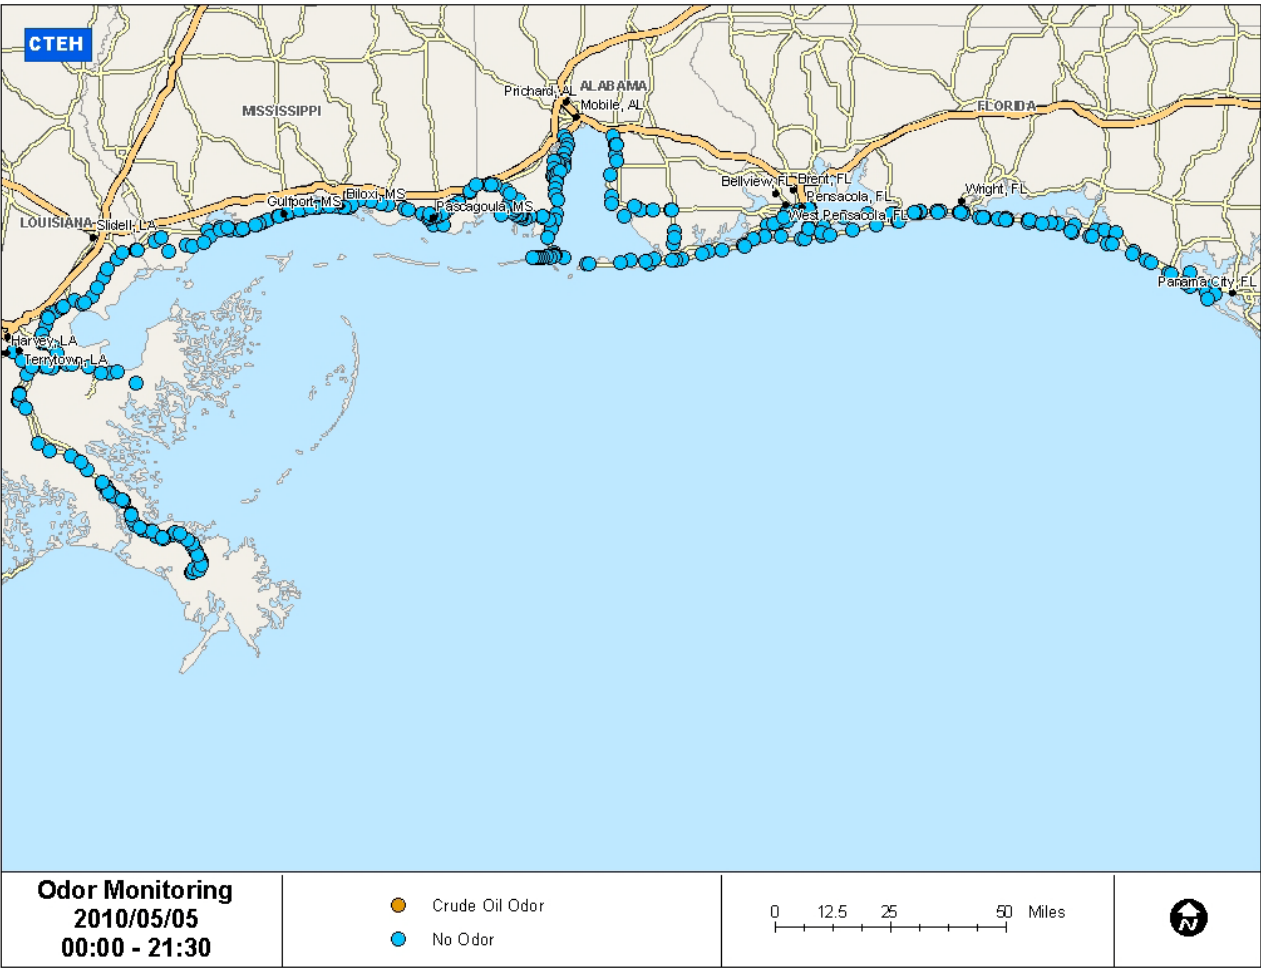 CTEH
Prichard, AL
ALABAMA
Mobile, AL
MISSISSIPPI
FLORIDA
Bellview, FL
Brent, FL
Wright, FL
Biloxi, MS
Pensacola, FL
Gulfport, MS
Pascagoula, MS
West Pensacola, FL
LOUISIANA
Slidell, LA
Panama City, FL
Harvey, LA
Terrytown, LA
Odor Monitoring
2010/05/05
00:00 - 21:30
Crude Oil Odor
No Odor
0 12.5 25 50 Miles
N